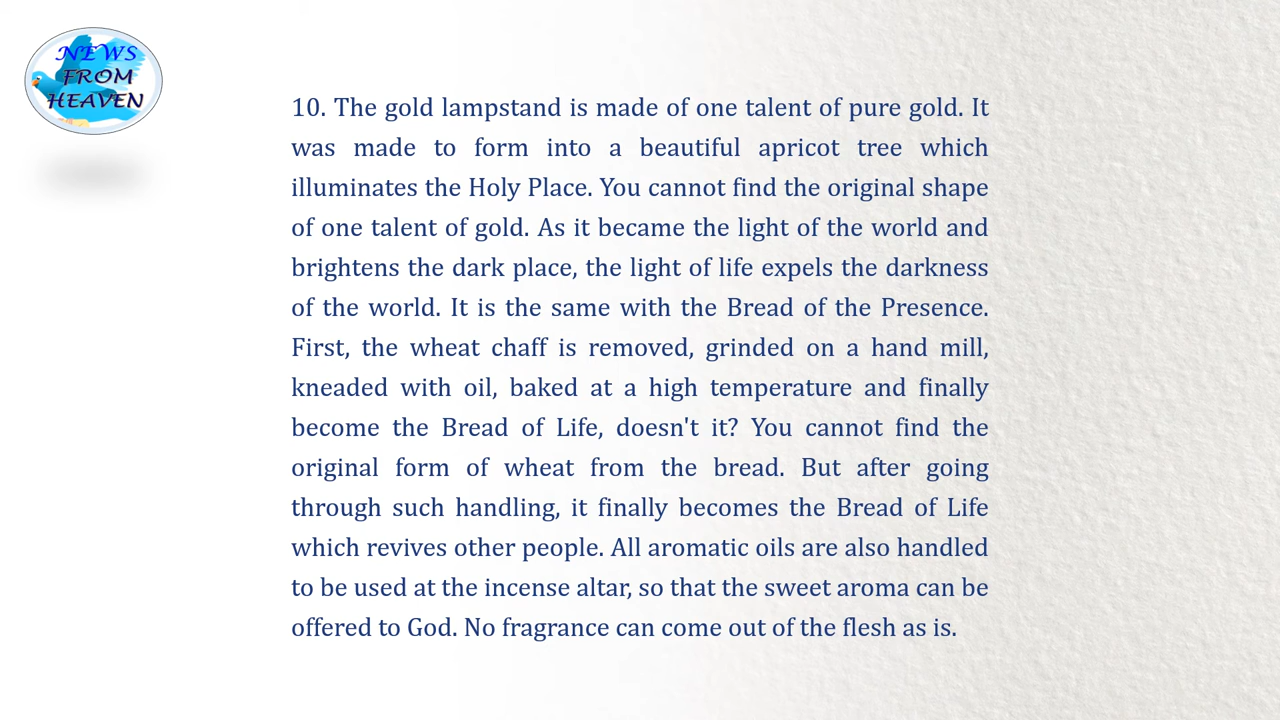 NEWS
FROM
HEAVEN
10. The gold lampstand is made of one talent of pure gold. It
was made to form into a beautiful apricot tree which
illuminates the Holy Place. You cannot find the original shape
of one talent of gold. As it became the light of the world and
brightens the dark place, the light of life expels the darkness
of the world. It is the same with the Bread of the Presence.
First, the wheat chaff is removed, grinded on a hand mill,
kneaded with oil, baked at a high temperature and finally
become the Bread of Life, doesn't it? You cannot find the
original form of wheat from the bread. But after going
through such handling, it finally becomes the Bread of Life
which revives other people. All aromatic oils are also handled
to be used at the incense altar, so that the sweet aroma can be
offered to God. No fragrance can come out of the flesh as is.